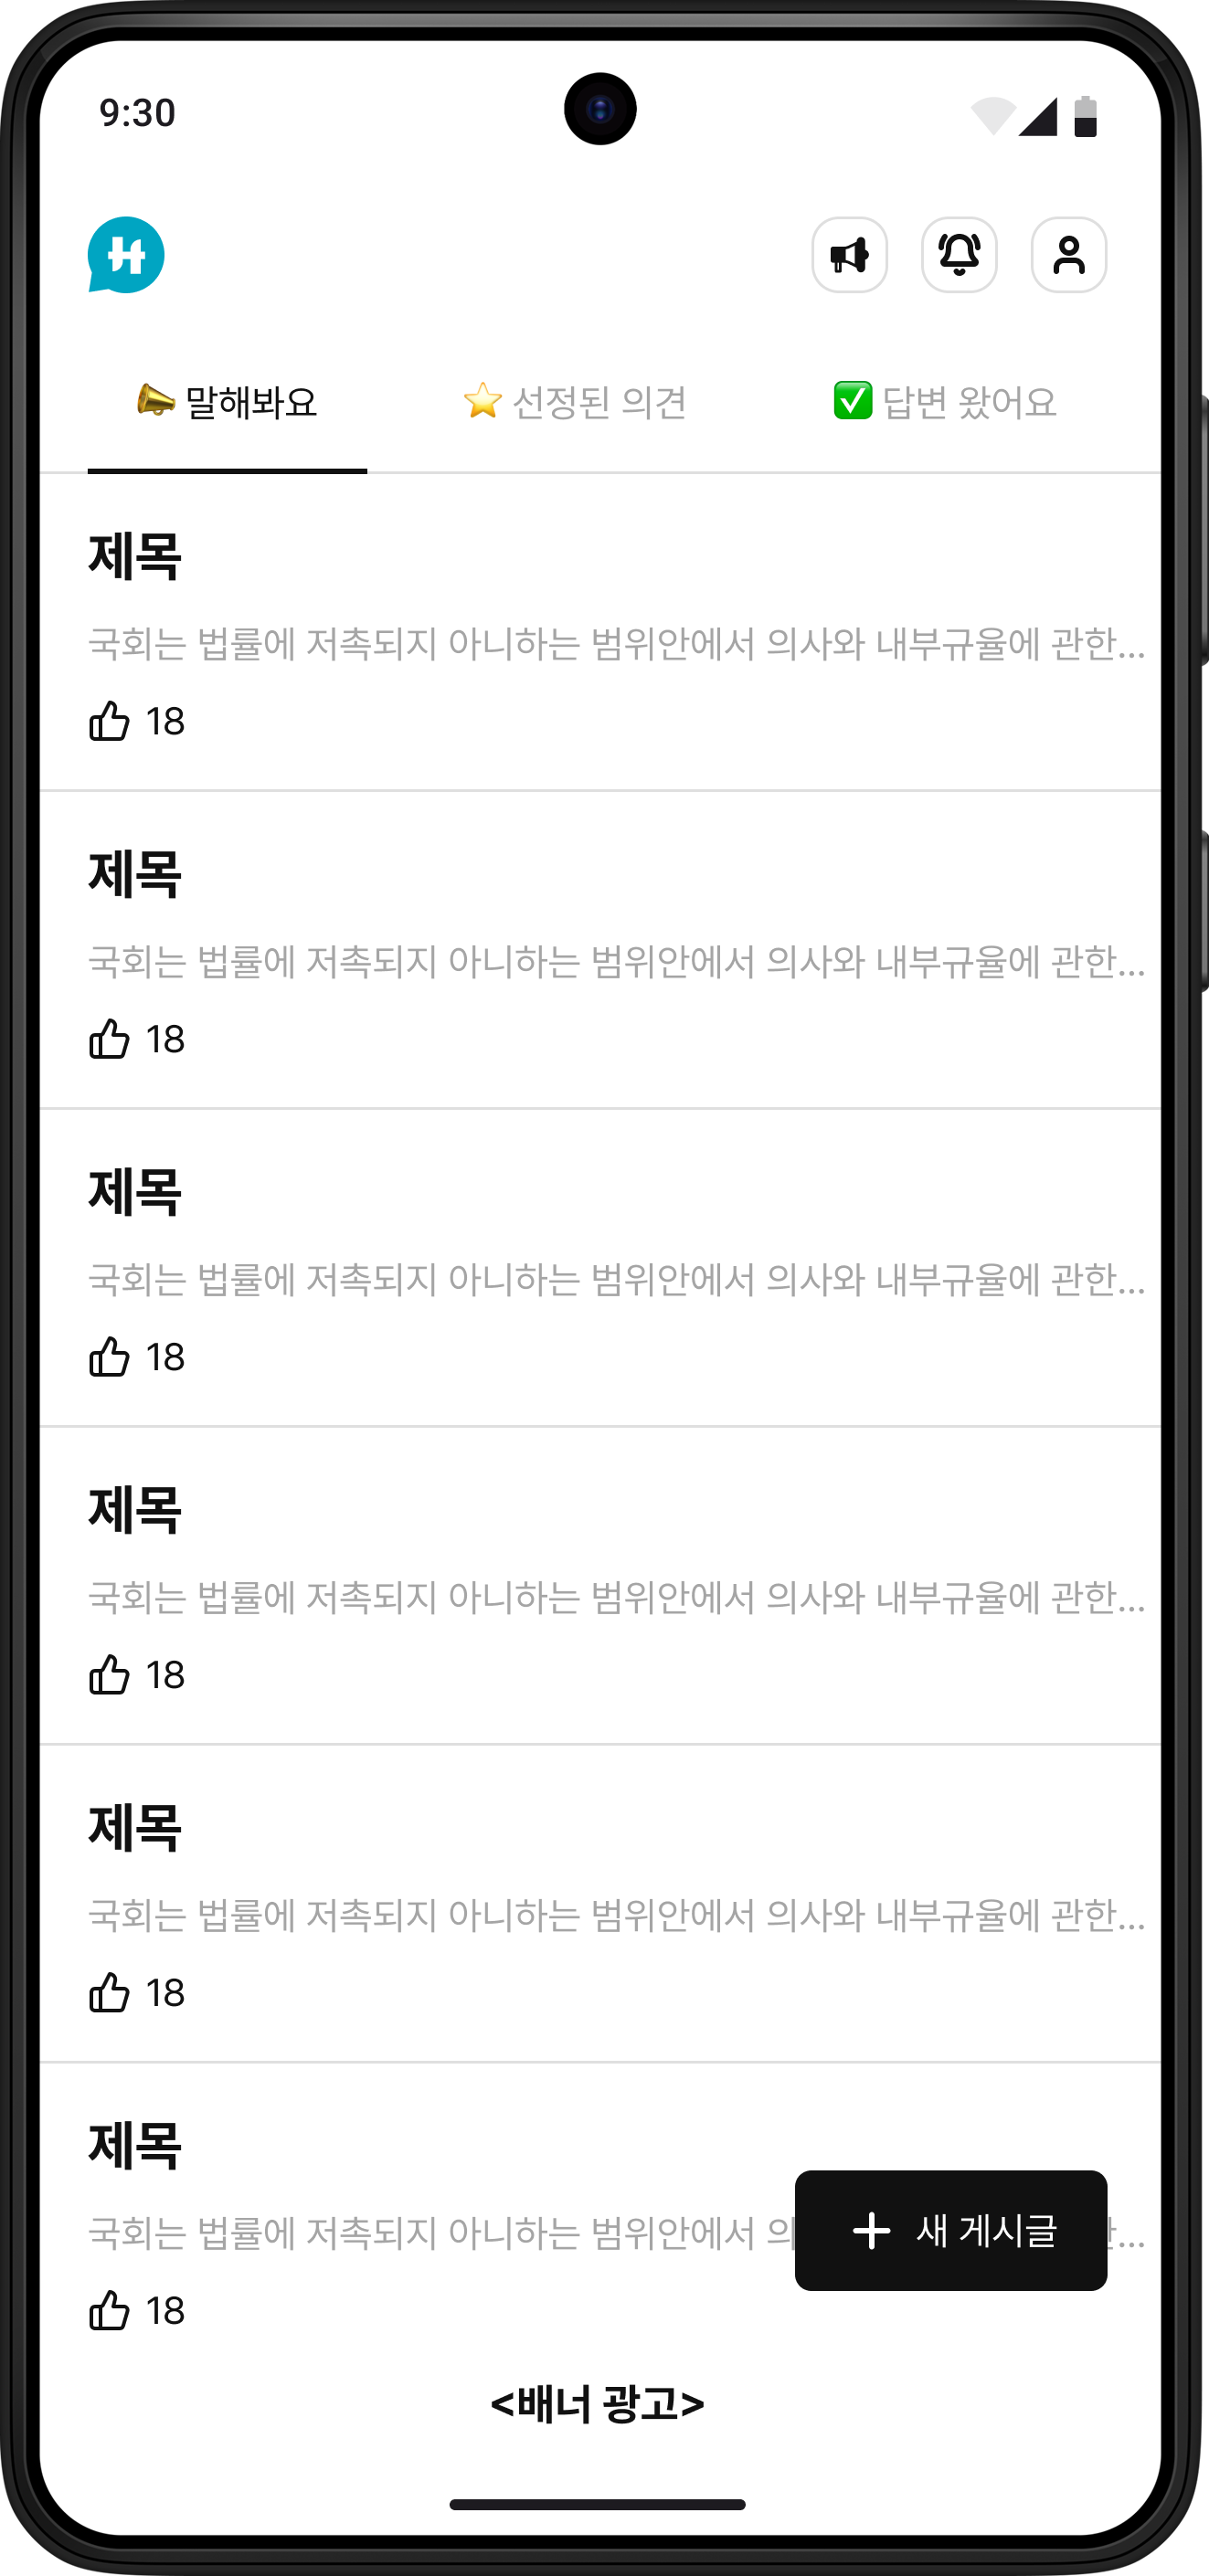 9:30
말해봐요 선정된 의견 답변 왔어요
제목
국회는 법률에 저촉되지 아니하는 범위안에서 의사와 내부규율에 관한...
18
제목
국회는 법률에 저촉되지 아니하는 범위안에서 의사와 내부규율에 관한...
18
제목
국회는 법률에 저촉되지 아니하는 범위안에서 의사와 내부규율에 관한...
18
제목
국회는 법률에 저촉되지 아니하는 범위안에서 의사와 내부규율에 관한...
18
제목
국회는 법률에 저촉되지 아니하는 범위안에서 의사와 내부규율에 관한...
18
제목
국회는 법률에 저촉되지 아니하는 범위안에서 ...
새 게시글
18
<배너 광고>